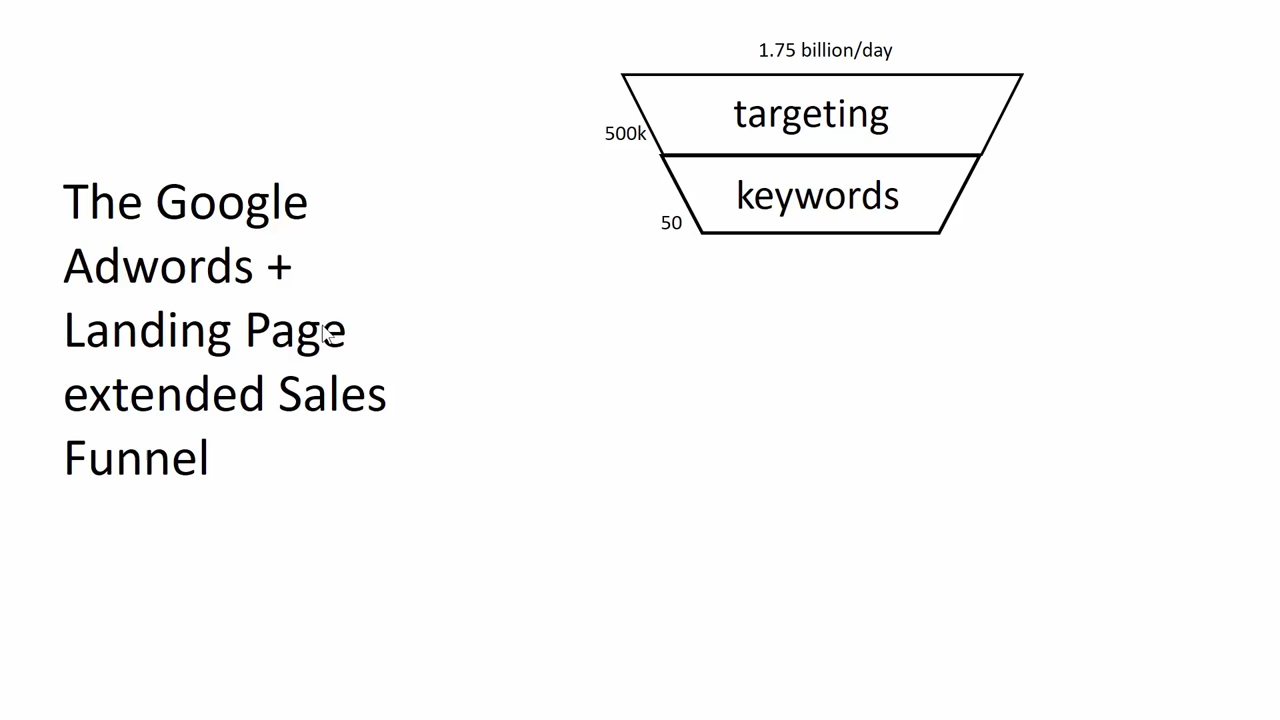 The Google
Adwords +
Landing Page
extended Sales
Funnel
1.75 billion/day
targeting
500k
keywords
50